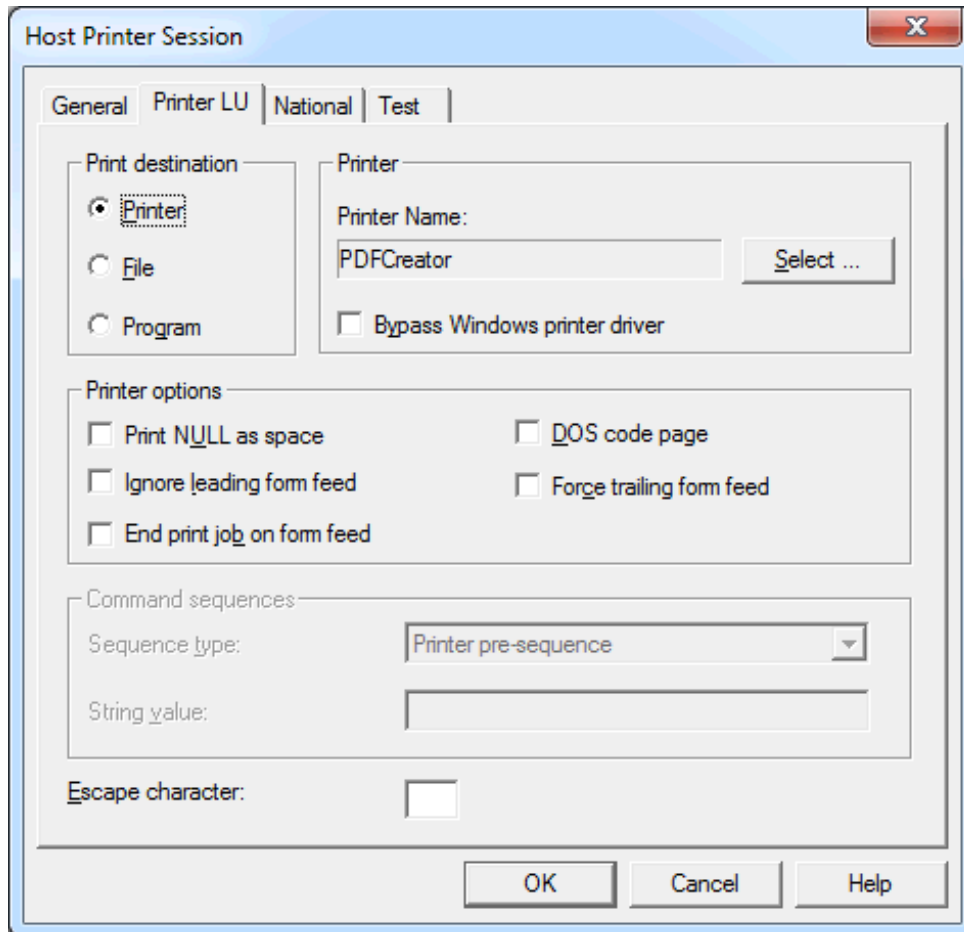 Host Printer Session
General Printer LU National Test
Print destination
Printer
File
Program
Printer
Printer Name:
PDFCreator
Select ...
Bypass Windows printer driver
Printer options
Print NULL as space
DOS code page
Ignore leading form feed
Force trailing form feed
End print job on form feed
Command sequences
Sequence type:
Printer pre-sequence
String value:
Escape character:
OK Cancel Help